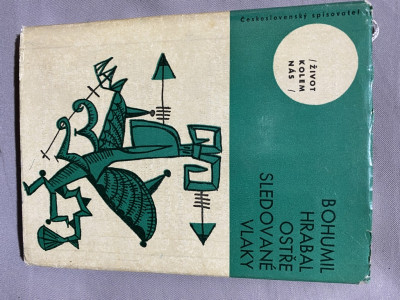 Československý spisovatel
/ ŽIVOT
KOLEM
NÁS /
BOHUMIL
HRABAL
OSTŘE
SLEDOVANÉ
VLAKY